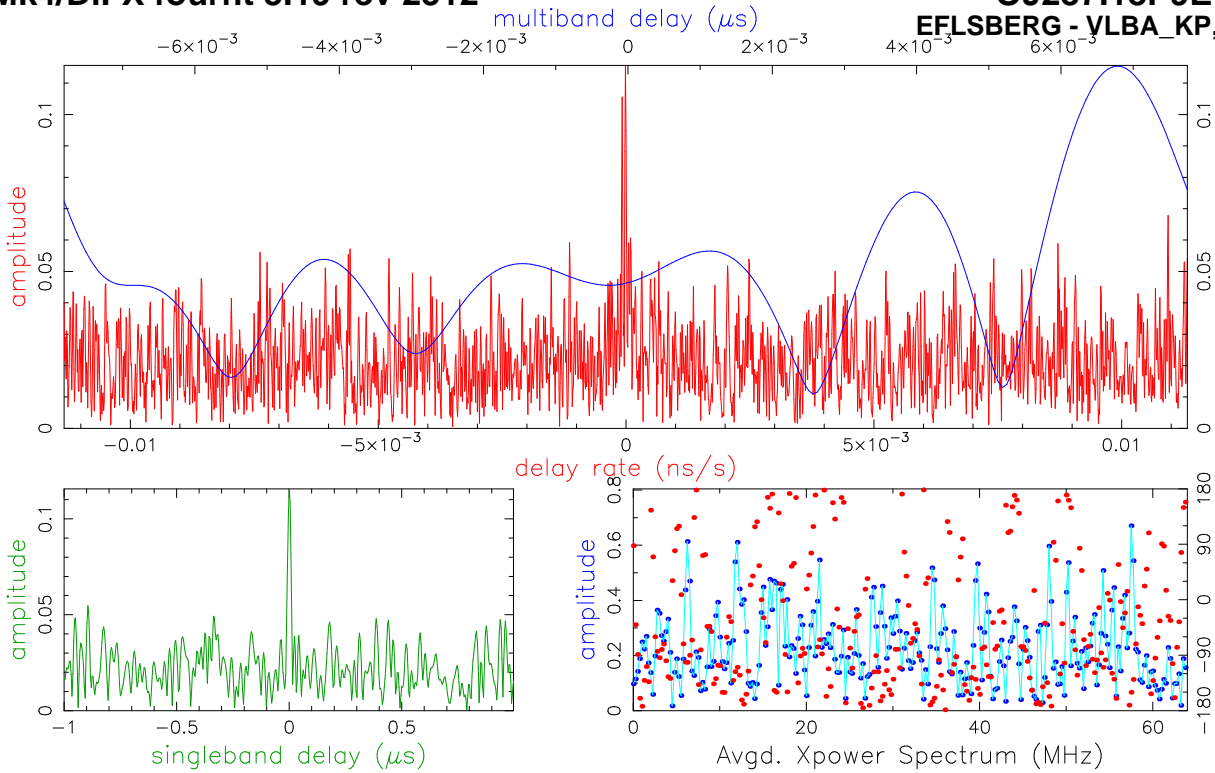 multiband delay (μs)
EFLSBERG - VLBA_KP,
−6×10⁻³ −4×10⁻³ −2×10⁻³ 0 2×10⁻³ 4×10⁻³ 6×10⁻³
0.1 0.1
amplitude
0.05 0.05
0 0
−0.01 −5×10⁻³ 0 5×10⁻³ 0.01
delay rate (ns/s)
0.1
amplitude
0.05
0
−1 −0.5 0 0.5
singleband delay (μs)
0.8 180
0.6 90
amplitude
0.4 0
0.2 −90
0 −180
0 20 40 60
Avgd. Xpower Spectrum (MHz)